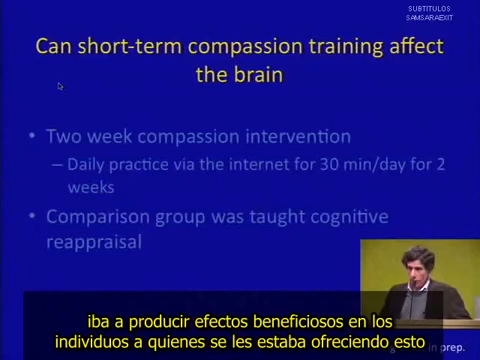 SUBTITULOS
SAMSARAEXIT
Can short-term compassion training affect
the brain
• Two week compassion intervention
– Daily practice via the internet for 30 min/day for 2
weeks
• Comparison group was taught cognitive
reappraisal
in prep.
iba a producir efectos beneficiosos en los
individuos a quienes se les estaba ofreciendo esto